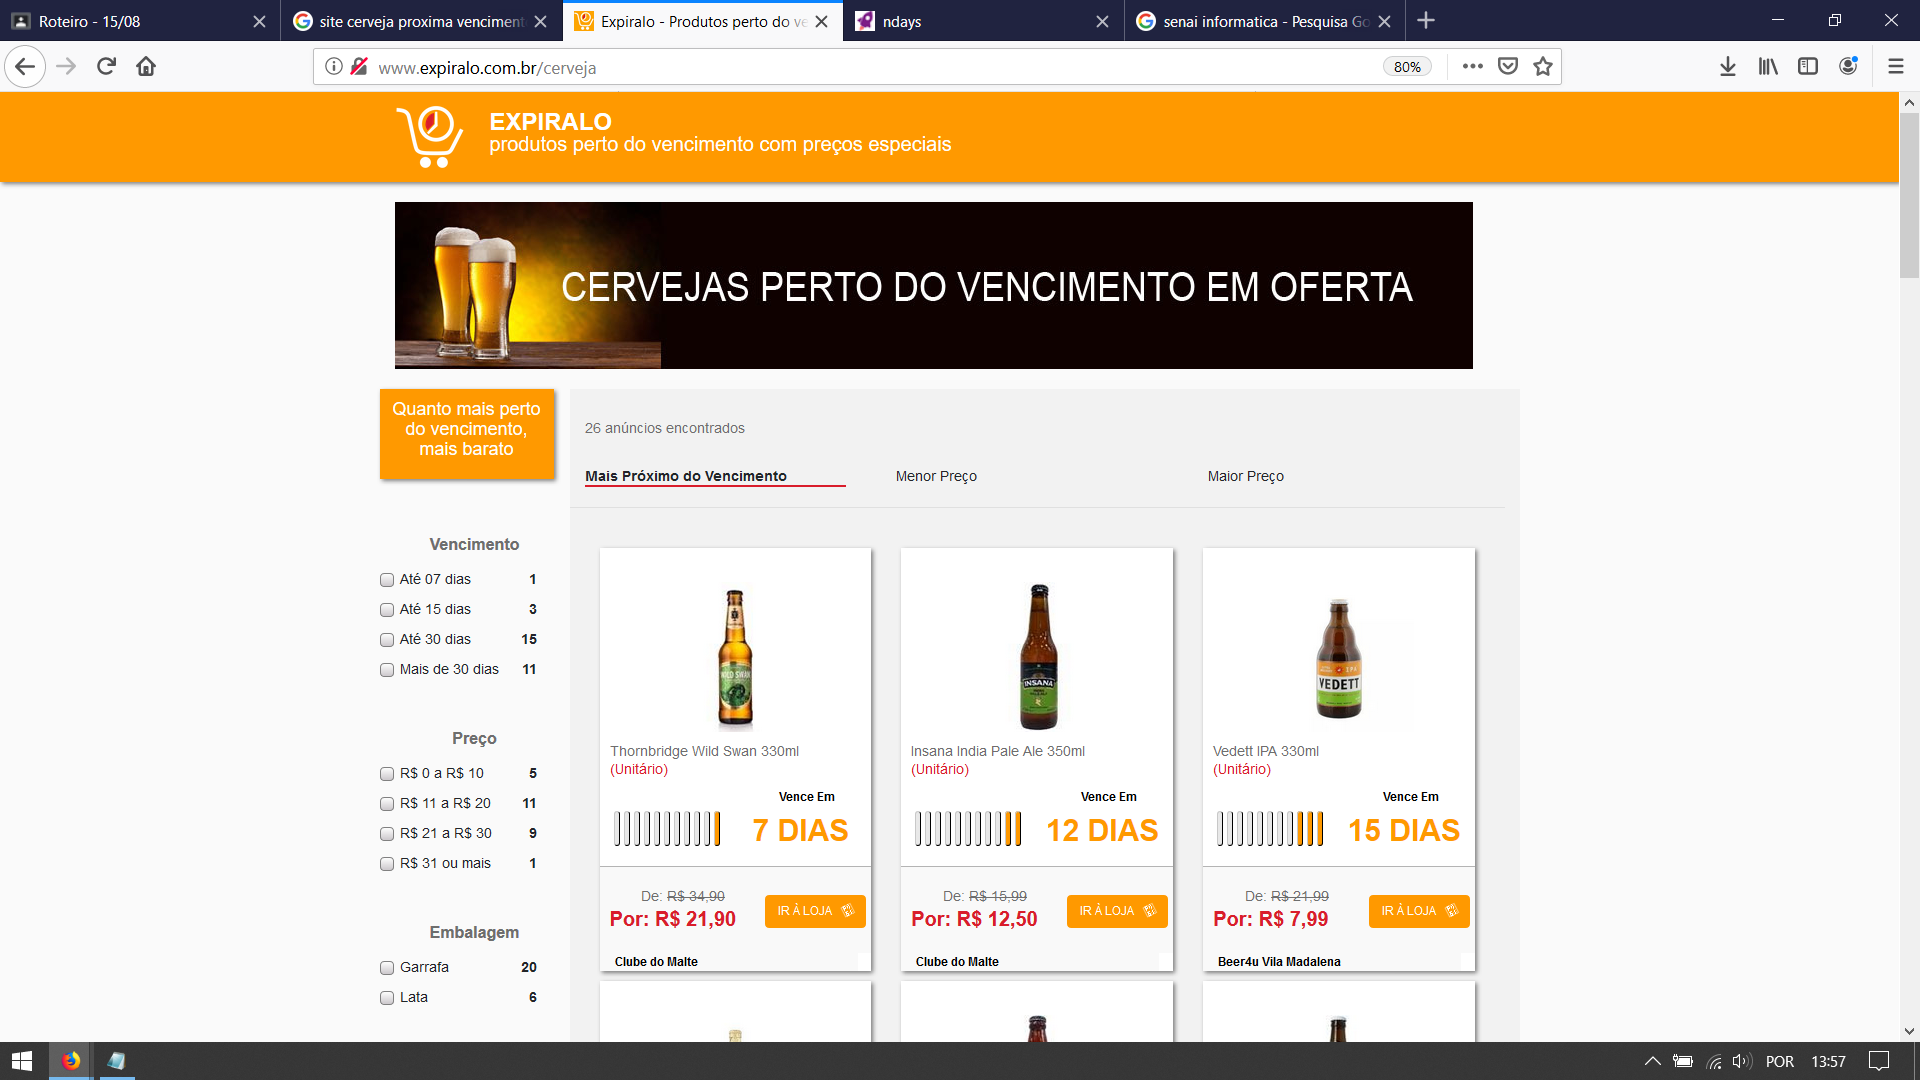 Roteiro - 15/08
site cerveja proxima venciment
Expiralo - Produtos perto do ve
ndays
senai informatica - Pesquisa Go
www.expiralo.com.br/cerveja
80%
EXPIRALO
produtos perto do vencimento com preços especiais
CERVEJAS PERTO DO VENCIMENTO EM OFERTA
Quanto mais perto
do vencimento,
mais barato
26 anúncios encontrados
Mais Próximo do Vencimento
Menor Preço
Maior Preço
Vencimento
Até 07 dias 1
Até 15 dias 3
Até 30 dias 15
Mais de 30 dias 11
Preço
R$ 0 a R$ 10 5
R$ 11 a R$ 20 11
R$ 21 a R$ 30 9
R$ 31 ou mais 1
Embalagem
Garrafa 20
Lata 6
WILD SWAN
Thornbridge Wild Swan 330ml
(Unitário)
Vence Em
7 DIAS
De: R$ 34,90
Por: R$ 21,90
IR À LOJA
Clube do Malte
INSANA
Insana India Pale Ale 350ml
(Unitário)
Vence Em
12 DIAS
De: R$ 15,99
Por: R$ 12,50
IR À LOJA
Clube do Malte
IPA
VEDETT
Vedett IPA 330ml
(Unitário)
Vence Em
15 DIAS
De: R$ 21,99
Por: R$ 7,99
IR À LOJA
Beer4u Vila Madalena
POR
13:57